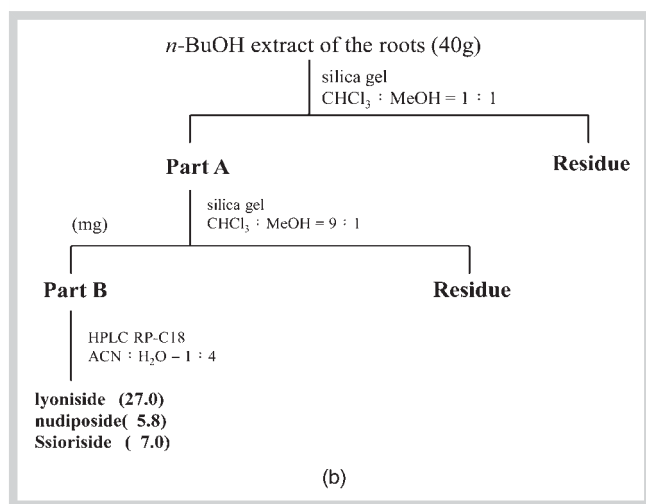 n-BuOH extract of the roots (40g)
silica gel
CHCl₃ : MeOH = 1 : 1
Part A
Residue
silica gel
CHCl₃ : MeOH = 9 : 1
(mg)
Part B
Residue
HPLC RP-C18
ACN : H₂O – 1 : 4
lyoniside (27.0)
nudiposide( 5.8)
Ssioriside ( 7.0)
(b)